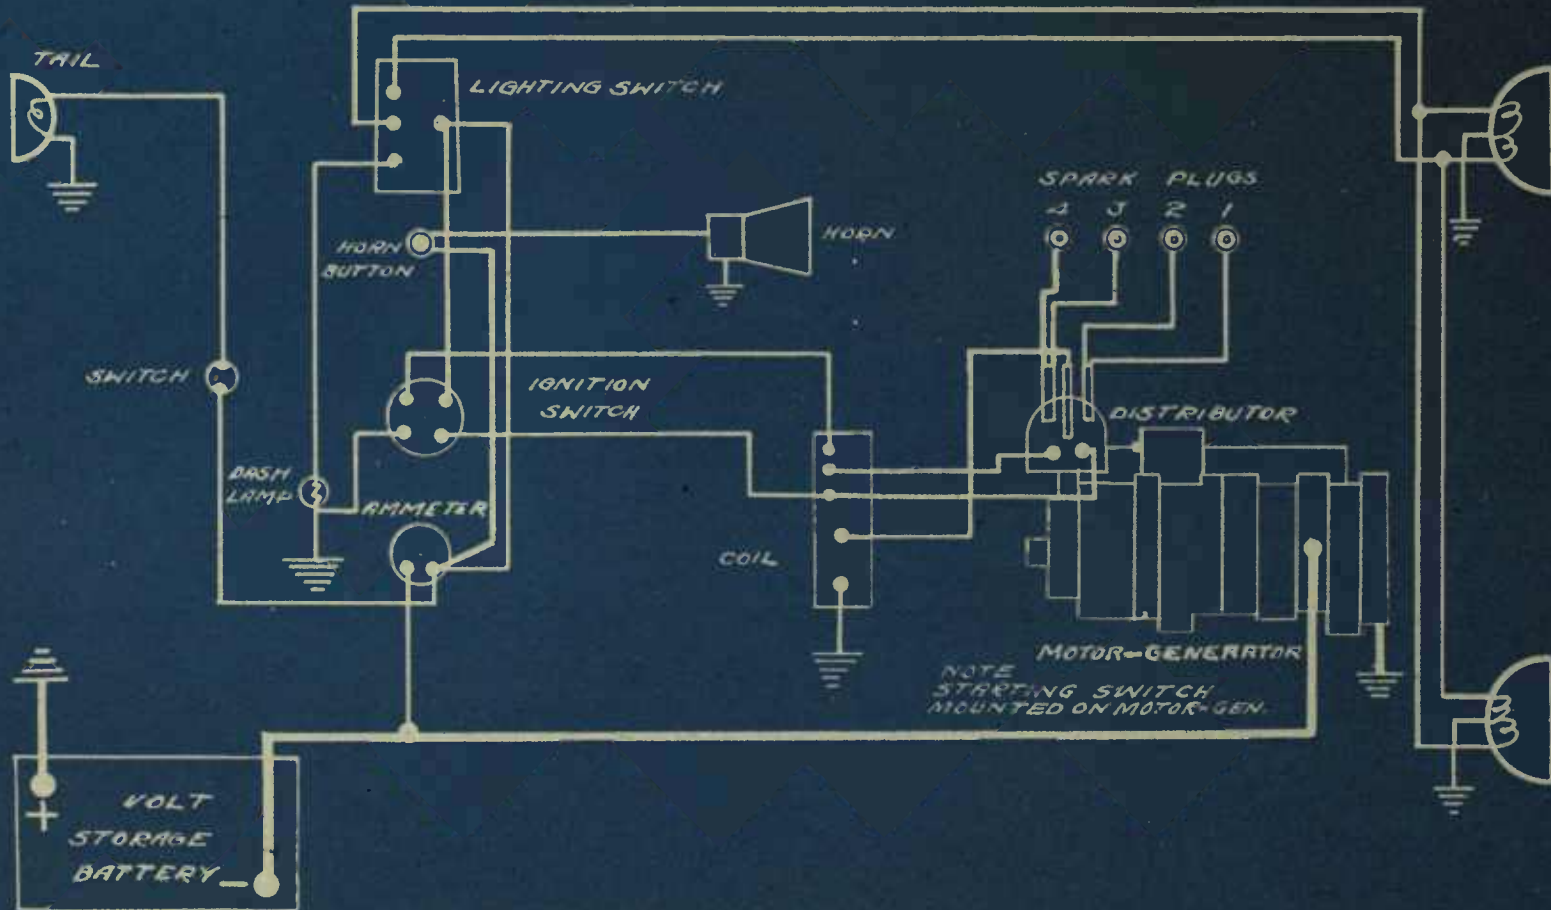 TAIL
LIGHTING SWITCH
SPARK PLUGS
4 3 2 1
HORN
BUTTON
HORN
SWITCH
IGNITION
SWITCH
DISTRIBUTOR
DASH
LAMP
AMMETER
COIL
MOTOR-GENERATOR
NOTE
STARTING SWITCH
MOUNTED ON MOTOR-GEN.
+
VOLT
STORAGE
BATTERY -